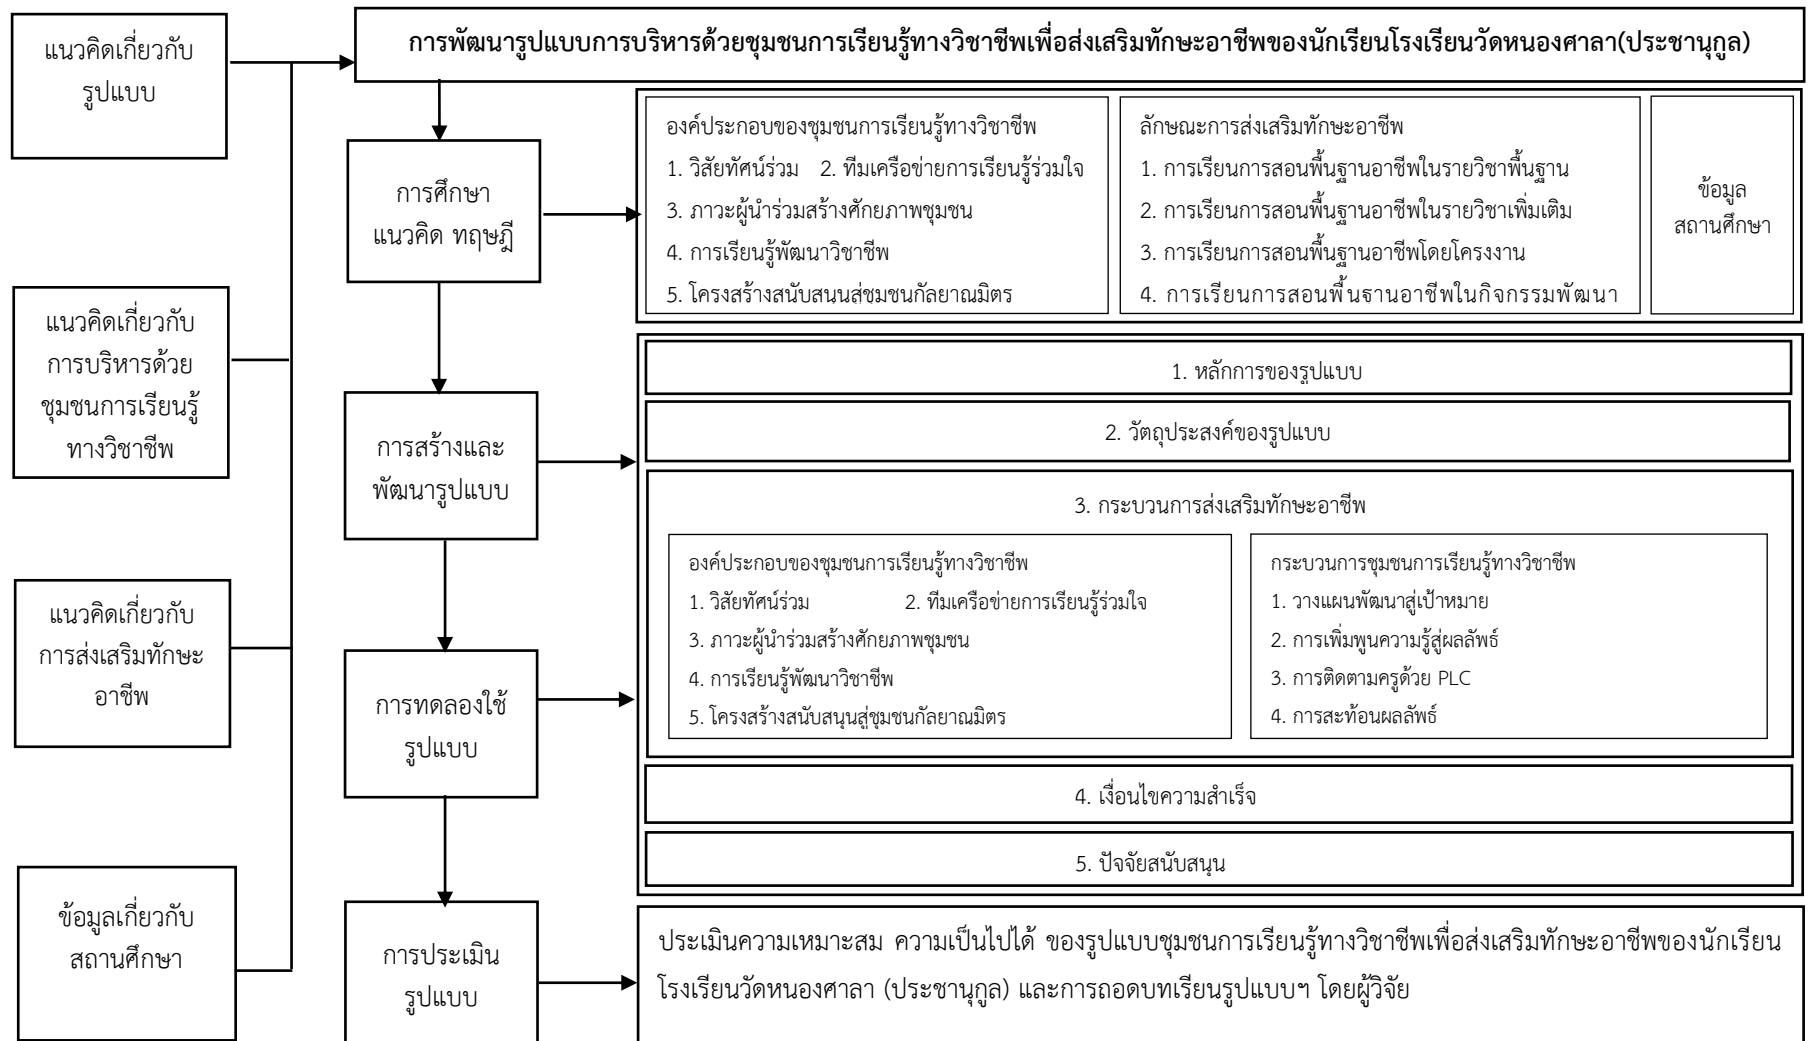 แนวคิดเกี่ยวกับ
รูปแบบ
แนวคิดเกี่ยวกับ
การบริหารด้วย
ชุมชนการเรียนรู้
ทางวิชาชีพ
แนวคิดเกี่ยวกับ
การส่งเสริมทักษะ
อาชีพ
ข้อมูลเกี่ยวกับ
สถานศึกษา
การพัฒนารูปแบบการบริหารด้วยชุมชนการเรียนรู้ทางวิชาชีพเพื่อส่งเสริมทักษะอาชีพของนักเรียนโรงเรียนวัดหนองศาลา(ประชานุกูล)
การศึกษา
แนวคิด ทฤษฎี
องค์ประกอบของชุมชนการเรียนรู้ทางวิชาชีพ
1. วิสัยทัศน์ร่วม 2. ทีมเครือข่ายการเรียนรู้ร่วมใจ
3. ภาวะผู้นำร่วมสร้างศักยภาพชุมชน
4. การเรียนรู้พัฒนาวิชาชีพ
5. โครงสร้างสนับสนุนสู่ชุมชนกัลยาณมิตร
ลักษณะการส่งเสริมทักษะอาชีพ
1. การเรียนการสอนพื้นฐานอาชีพในรายวิชาพื้นฐาน
2. การเรียนการสอนพื้นฐานอาชีพในรายวิชาเพิ่มเติม
3. การเรียนการสอนพื้นฐานอาชีพโดยโครงงาน
4. การเรียนการสอนพื้นฐานอาชีพในกิจกรรมพัฒนา
ข้อมูล
สถานศึกษา
การสร้างและ
พัฒนารูปแบบ
1. หลักการของรูปแบบ
2. วัตถุประสงค์ของรูปแบบ
3. กระบวนการส่งเสริมทักษะอาชีพ
องค์ประกอบของชุมชนการเรียนรู้ทางวิชาชีพ
1. วิสัยทัศน์ร่วม 2. ทีมเครือข่ายการเรียนรู้ร่วมใจ
3. ภาวะผู้นำร่วมสร้างศักยภาพชุมชน
4. การเรียนรู้พัฒนาวิชาชีพ
5. โครงสร้างสนับสนุนสู่ชุมชนกัลยาณมิตร
กระบวนการชุมชนการเรียนรู้ทางวิชาชีพ
1. วางแผนพัฒนาสู่เป้าหมาย
2. การเพิ่มพูนความรู้สู่ผลลัพธ์
3. การติดตามครูด้วย PLC
4. การสะท้อนผลลัพธ์
การทดลองใช้
รูปแบบ
4. เงื่อนไขความสำเร็จ
5. ปัจจัยสนับสนุน
การประเมิน
รูปแบบ
ประเมินความเหมาะสม ความเป็นไปได้ ของรูปแบบชุมชนการเรียนรู้ทางวิชาชีพเพื่อส่งเสริมทักษะอาชีพของนักเรียน
โรงเรียนวัดหนองศาลา (ประชานุกูล) และการถอดบทเรียนรูปแบบฯ โดยผู้วิจัย